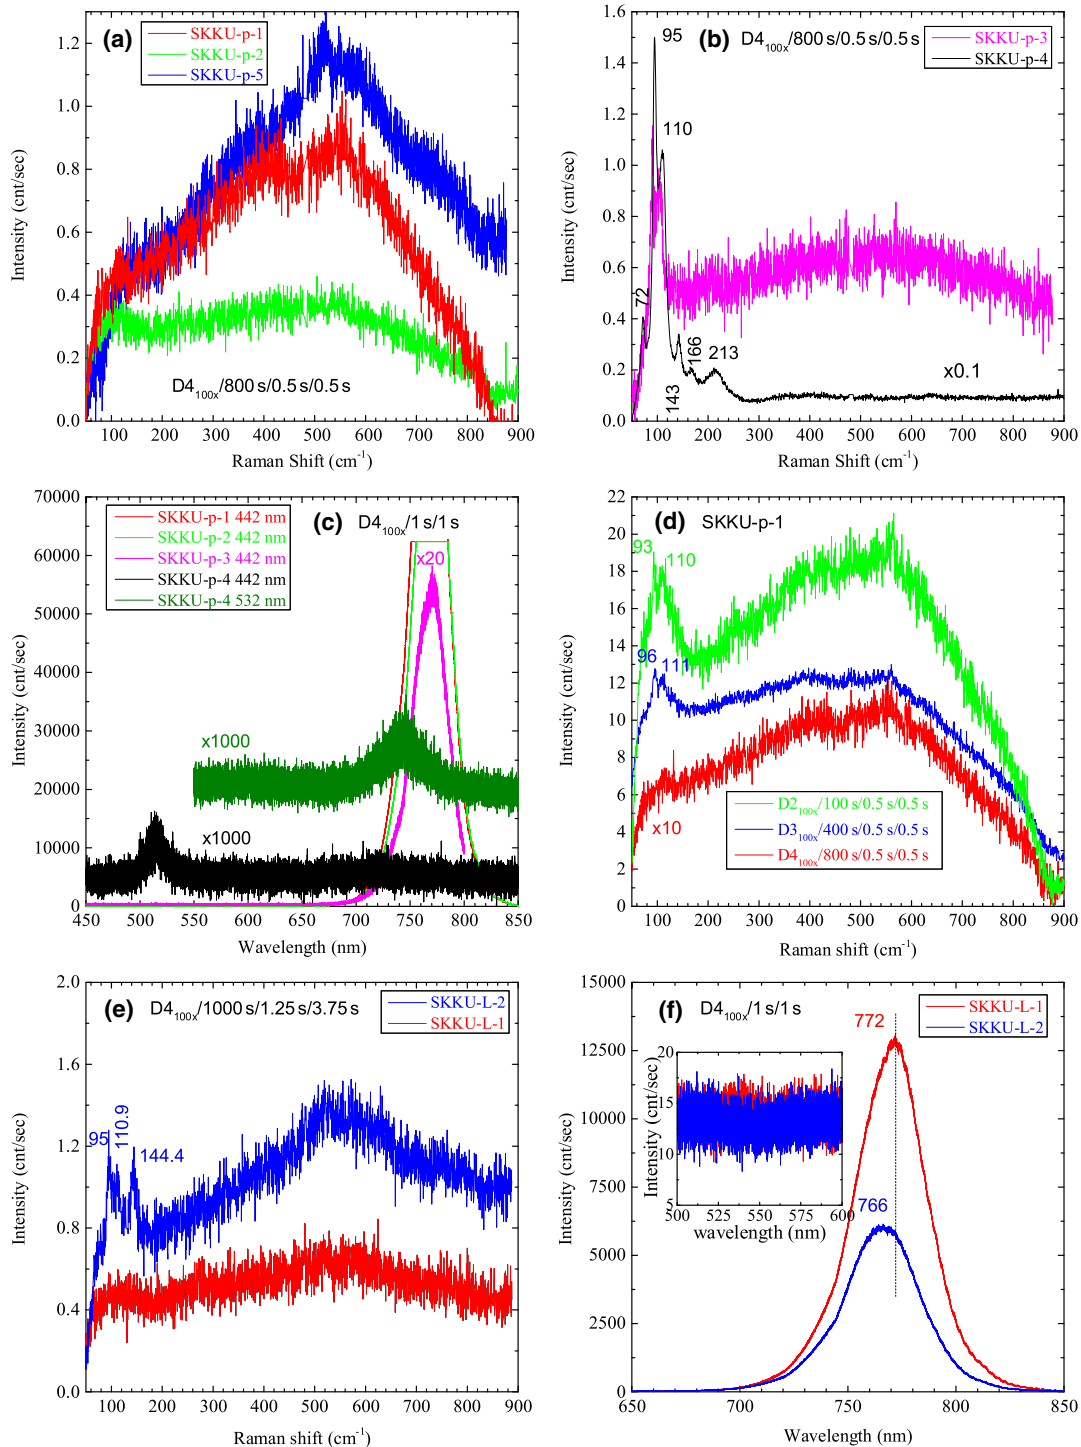 (a)
SKKU-p-1
SKKU-p-2
SKKU-p-5
D4100x/800 s/0.5 s/0.5 s
Intensity (cnt/sec)
0.0 0.2 0.4 0.6 0.8 1.0 1.2
100 200 300 400 500 600 700 800 900
Raman Shift (cm-1)
(b) D4100x/800 s/0.5 s/0.5 s
SKKU-p-3
SKKU-p-4
95
110
72
143
166
213
x0.1
Intensity (cnt/sec)
0.0 0.2 0.4 0.6 0.8 1.0 1.2 1.4 1.6
100 200 300 400 500 600 700 800 900
Raman Shift (cm-1)
(c) D4100x/1 s/1 s
SKKU-p-1 442 nm
SKKU-p-2 442 nm
SKKU-p-3 442 nm
SKKU-p-4 442 nm
SKKU-p-4 532 nm
x20
x1000
x1000
Intensity (cnt/sec)
0 10000 20000 30000 40000 50000 60000 70000
450 500 550 600 650 700 750 800 850
Wavelength (nm)
(d) SKKU-p-1
93
110
96
111
x10
D2100x/100 s/0.5 s/0.5 s
D3100x/400 s/0.5 s/0.5 s
D4100x/800 s/0.5 s/0.5 s
Intensity (cnt/sec)
0 2 4 6 8 10 12 14 16 18 20 22
100 200 300 400 500 600 700 800 900
Raman shift (cm-1)
(e) D4100x/1000 s/1.25 s/3.75 s
SKKU-L-2
SKKU-L-1
95
110.9
144.4
Intensity (cnt/sec)
0.0 0.4 0.8 1.2 1.6 2.0
100 200 300 400 500 600 700 800 900
Raman shift (cm-1)
(f) D4100x/1 s/1 s
SKKU-L-1
SKKU-L-2
772
766
Intensity (cnt/sec)
5 10 15 20
500 525 550 575 600
wavelength (nm)
Intensity (cnt/sec)
0 2500 5000 7500 10000 12500 15000
650 700 750 800 850
Wavelength (nm)